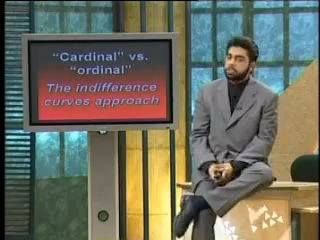 “Cardinal” vs.
“ordinal”
The indifference
curves approach